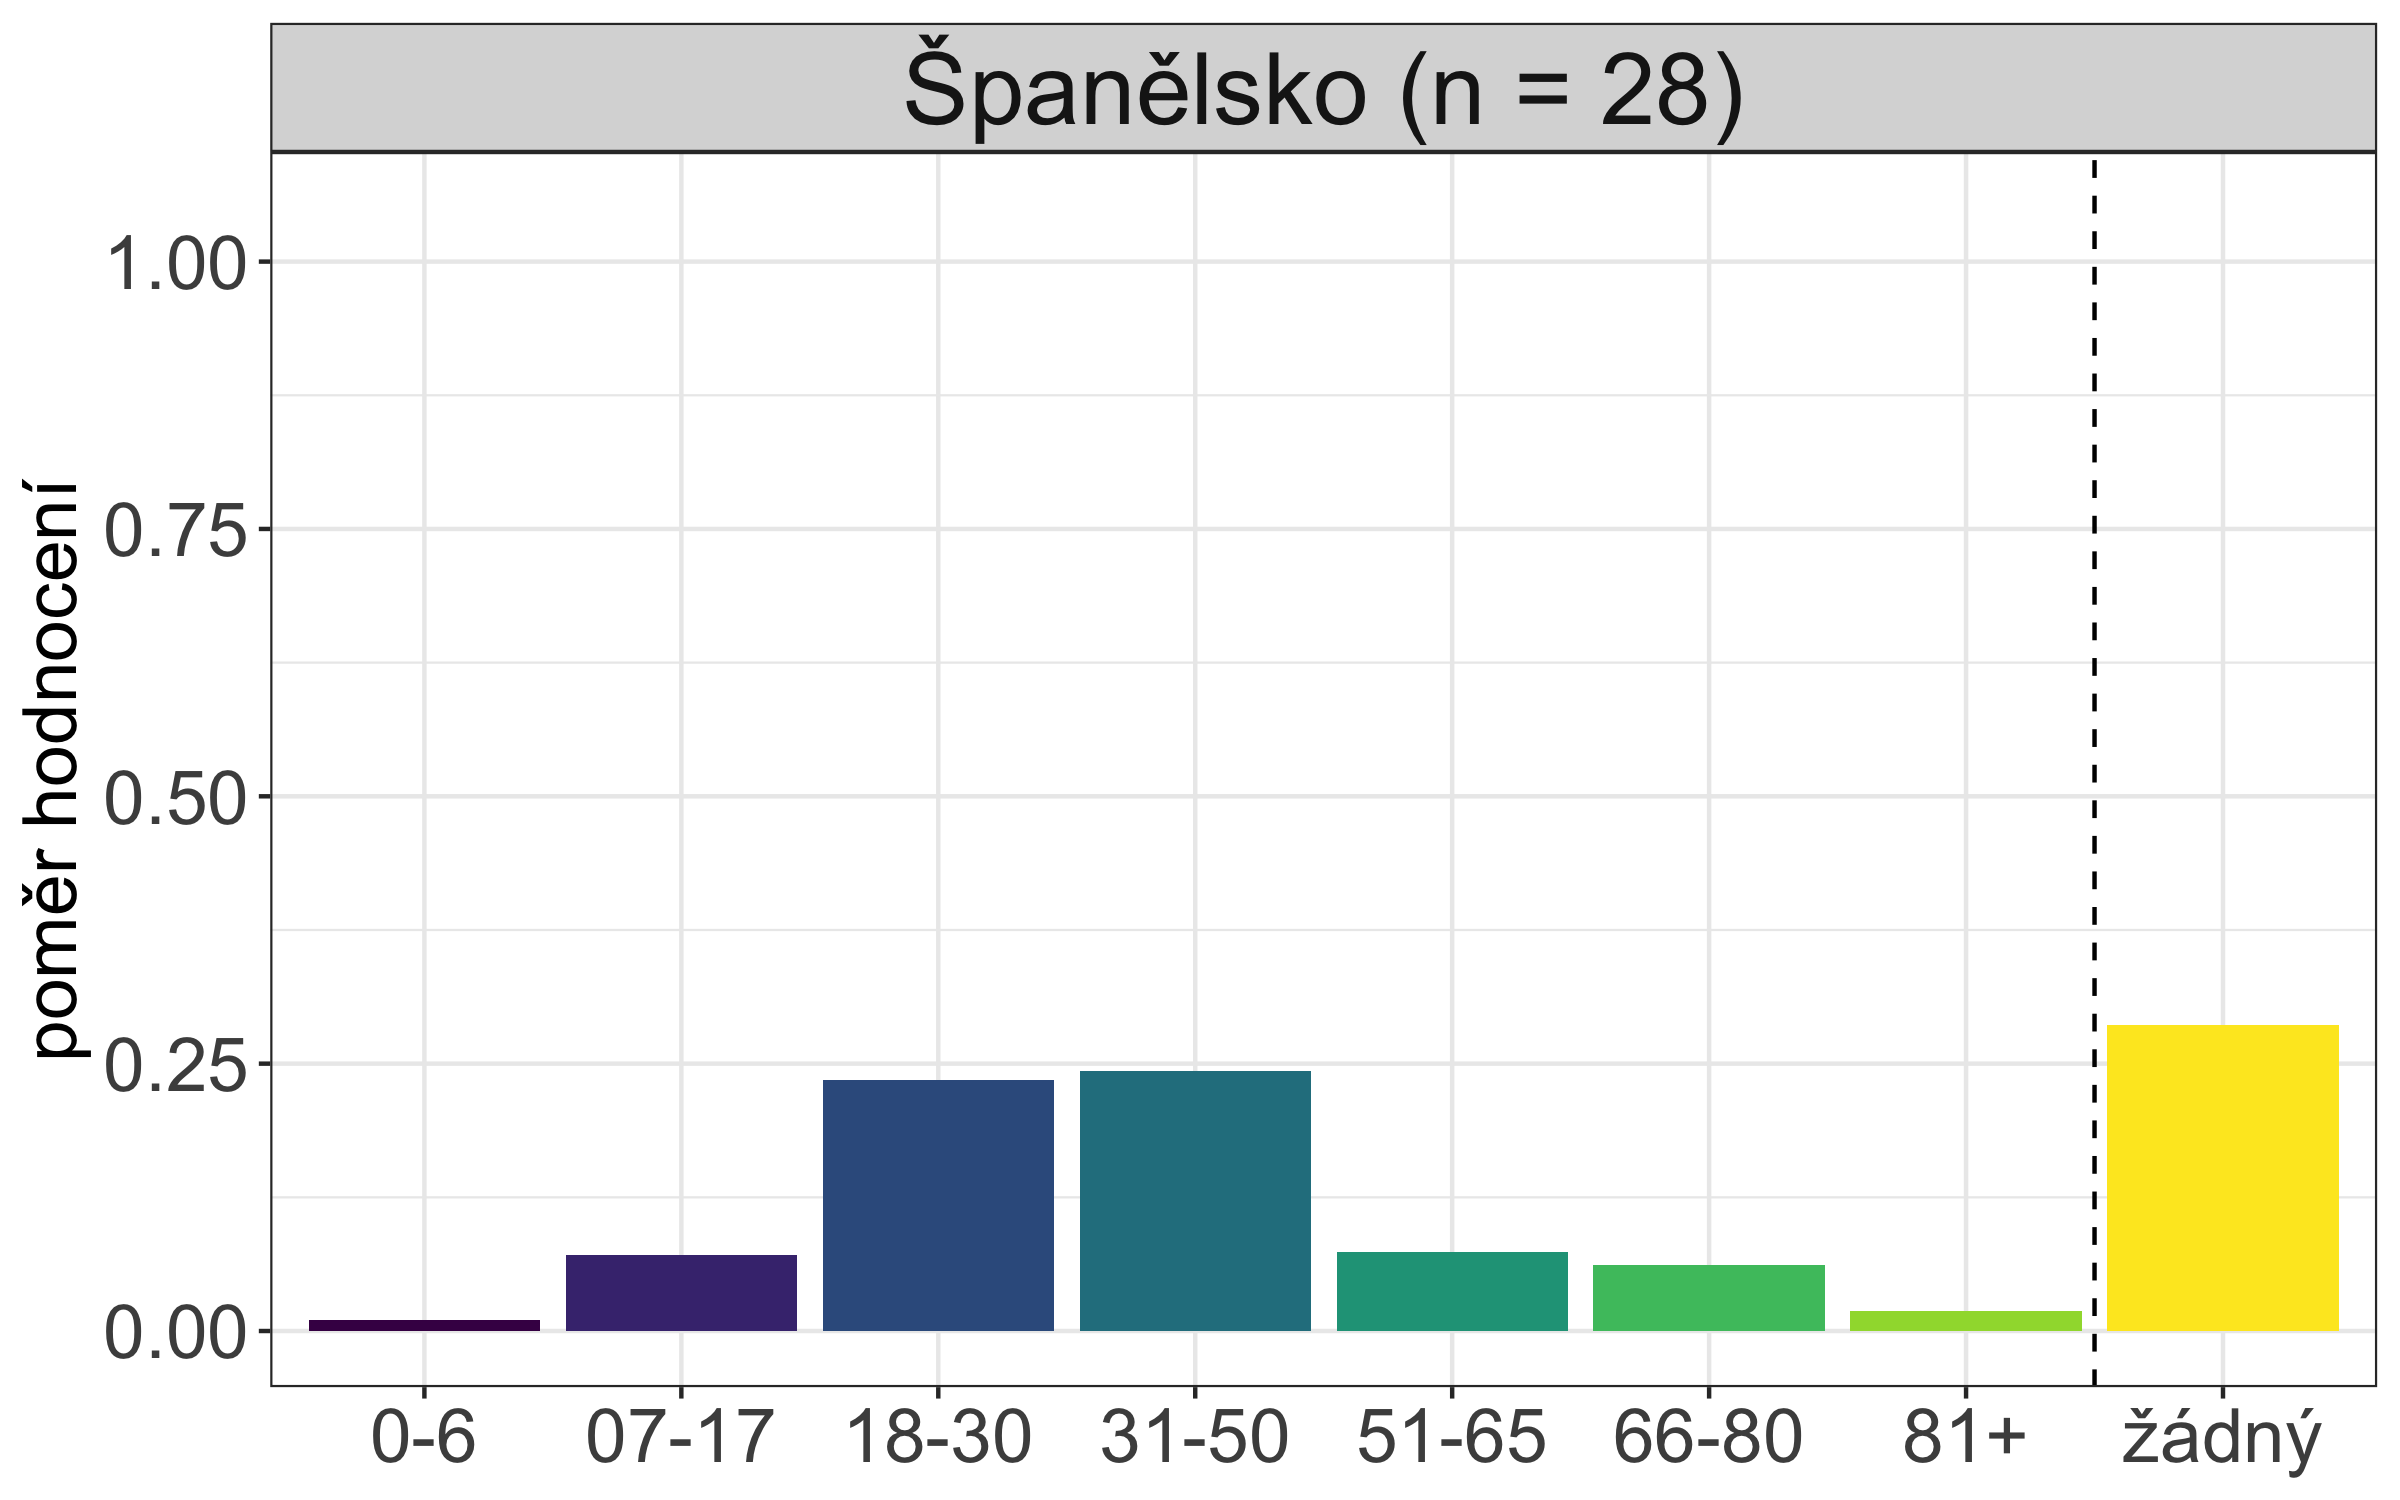 Španělsko (n = 28)
poměr hodnocení
1.00
0.75
0.50
0.25
0.00
0-6 07-17 18-30 31-50 51-65 66-80 81+ žádný